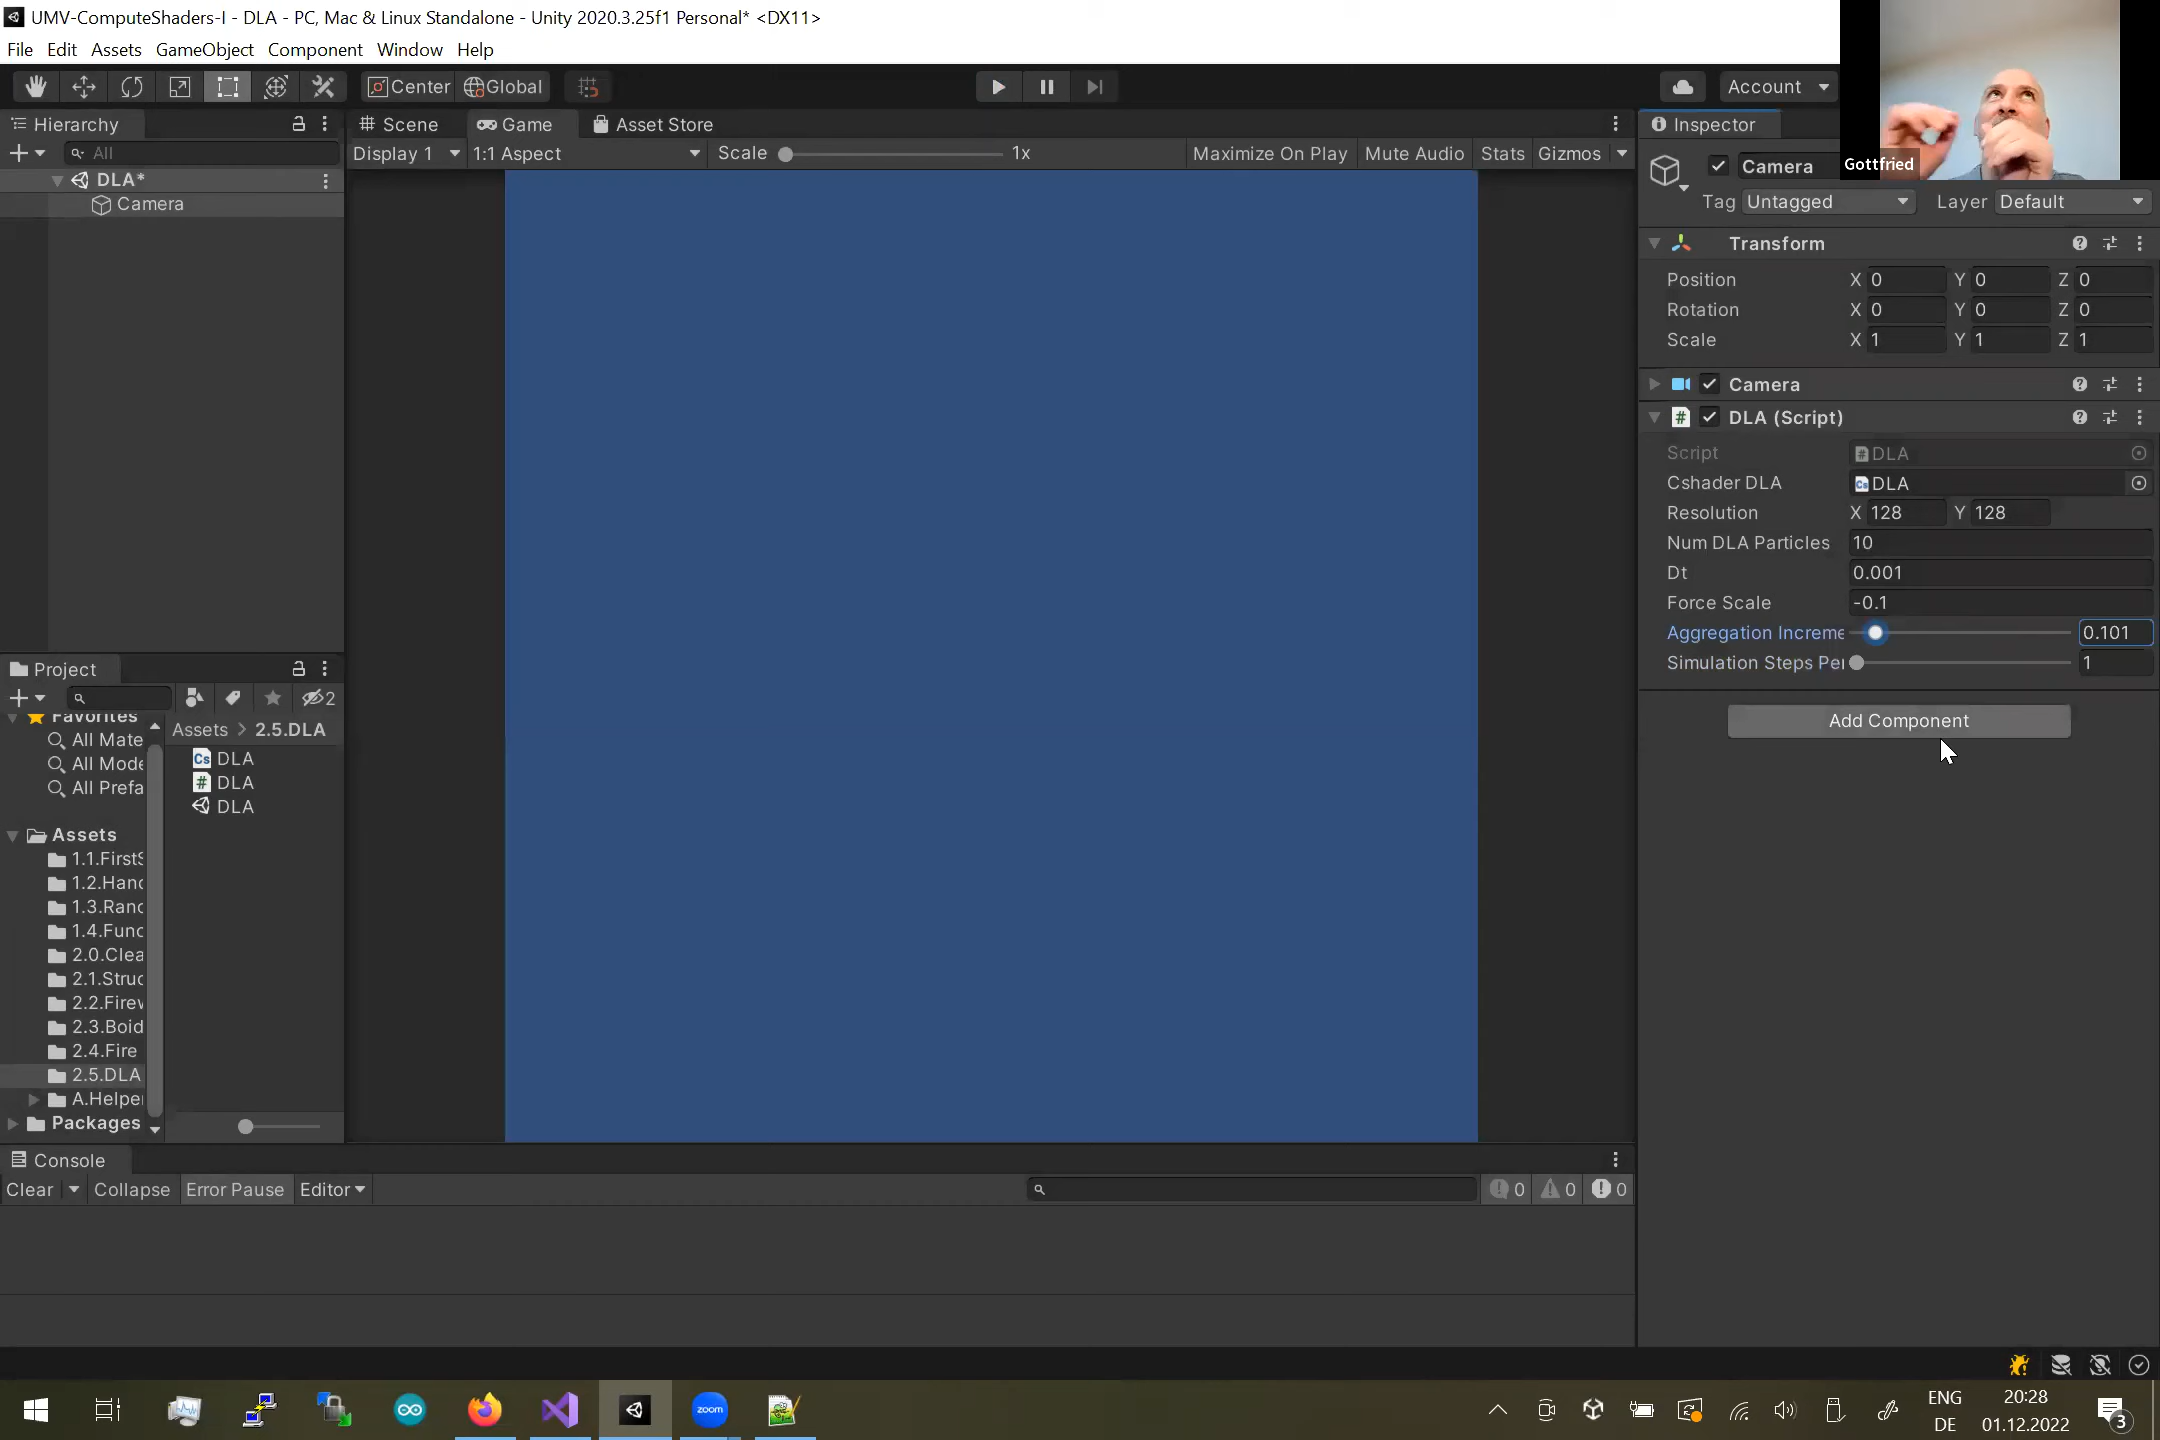 UMV-ComputeShaders-I - DLA - PC, Mac & Linux Standalone - Unity 2020.3.25f1 Personal* <DX11>
File Edit Assets GameObject Component Window Help
Center Global
Account
Gottfried
Hierarchy
All
DLA*
Camera
Scene Game Asset Store
Display 1 1:1 Aspect Scale 1x Maximize On Play Mute Audio Stats Gizmos
Inspector
Camera
Tag Untagged Layer Default
Transform
Position X 0 Y 0 Z 0
Rotation X 0 Y 0 Z 0
Scale X 1 Y 1 Z 1
Camera
DLA (Script)
Script DLA
Cshader DLA DLA
Resolution X 128 Y 128
Num DLA Particles 10
Dt 0.001
Force Scale -0.1
Aggregation Increme 0.101
Simulation Steps Per 1
Add Component
Project
2
Favorites
All Mate
All Mode
All Prefa
Assets
1.1.FirstS
1.2.Hand
1.3.Rand
1.4.Func
2.0.Clea
2.1.Struc
2.2.Firew
2.3.Boid
2.4.Fire
2.5.DLA
A.Helper
Packages
Assets > 2.5.DLA
Cs DLA
# DLA
DLA
Console
Clear Collapse Error Pause Editor 0 0 0
zoom
ENG
DE
20:28
01.12.2022
3